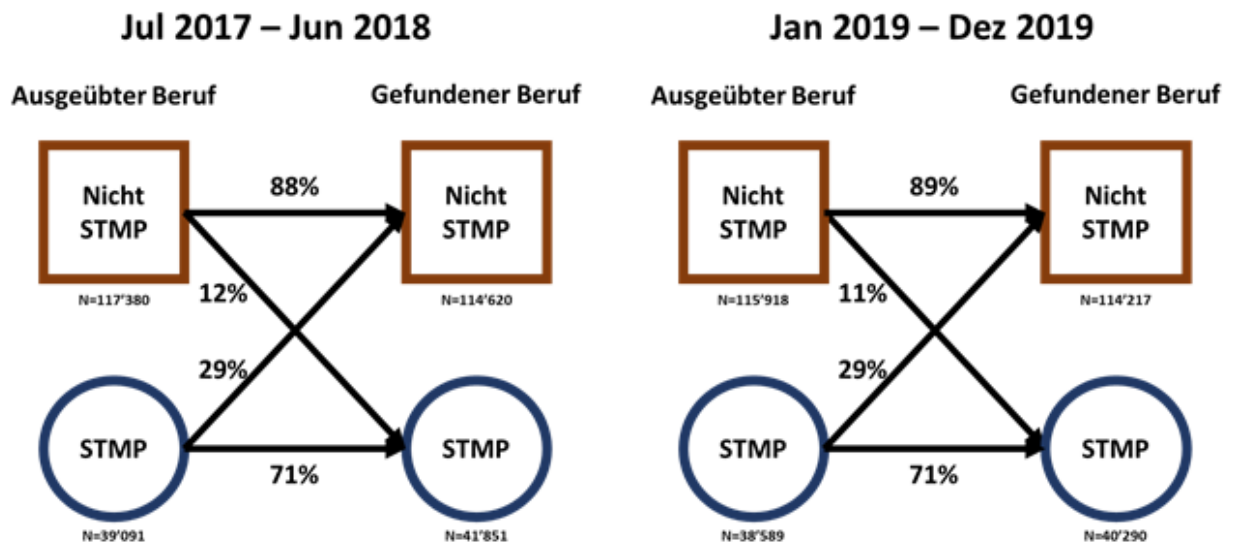 Jul 2017 – Jun 2018
Ausgeübter Beruf
Gefundener Beruf
Nicht
STMP
N=117'380
88%
12%
29%
71%
Nicht
STMP
N=114'620
STMP
N=39'091
STMP
N=41'851
Jan 2019 – Dez 2019
Ausgeübter Beruf
Gefundener Beruf
Nicht
STMP
N=115'918
89%
11%
29%
71%
Nicht
STMP
N=114'217
STMP
N=38'589
STMP
N=40'290